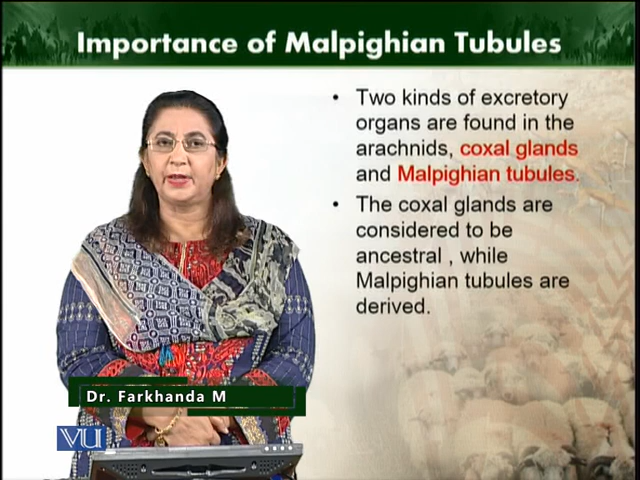 Importance of Malpighian Tubules
• Two kinds of excretory
organs are found in the
arachnids, coxal glands
and Malpighian tubules.
• The coxal glands are
considered to be
ancestral , while
Malpighian tubules are
derived.
Dr. Farkhanda M
VU